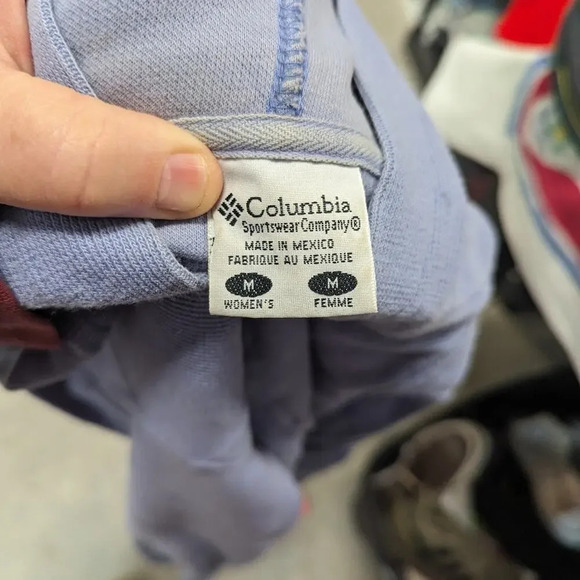 Columbia
Sportswear Company®
MADE IN MEXICO
FABRIQUE AU MEXIQUE
M M
WOMEN'S FEMME